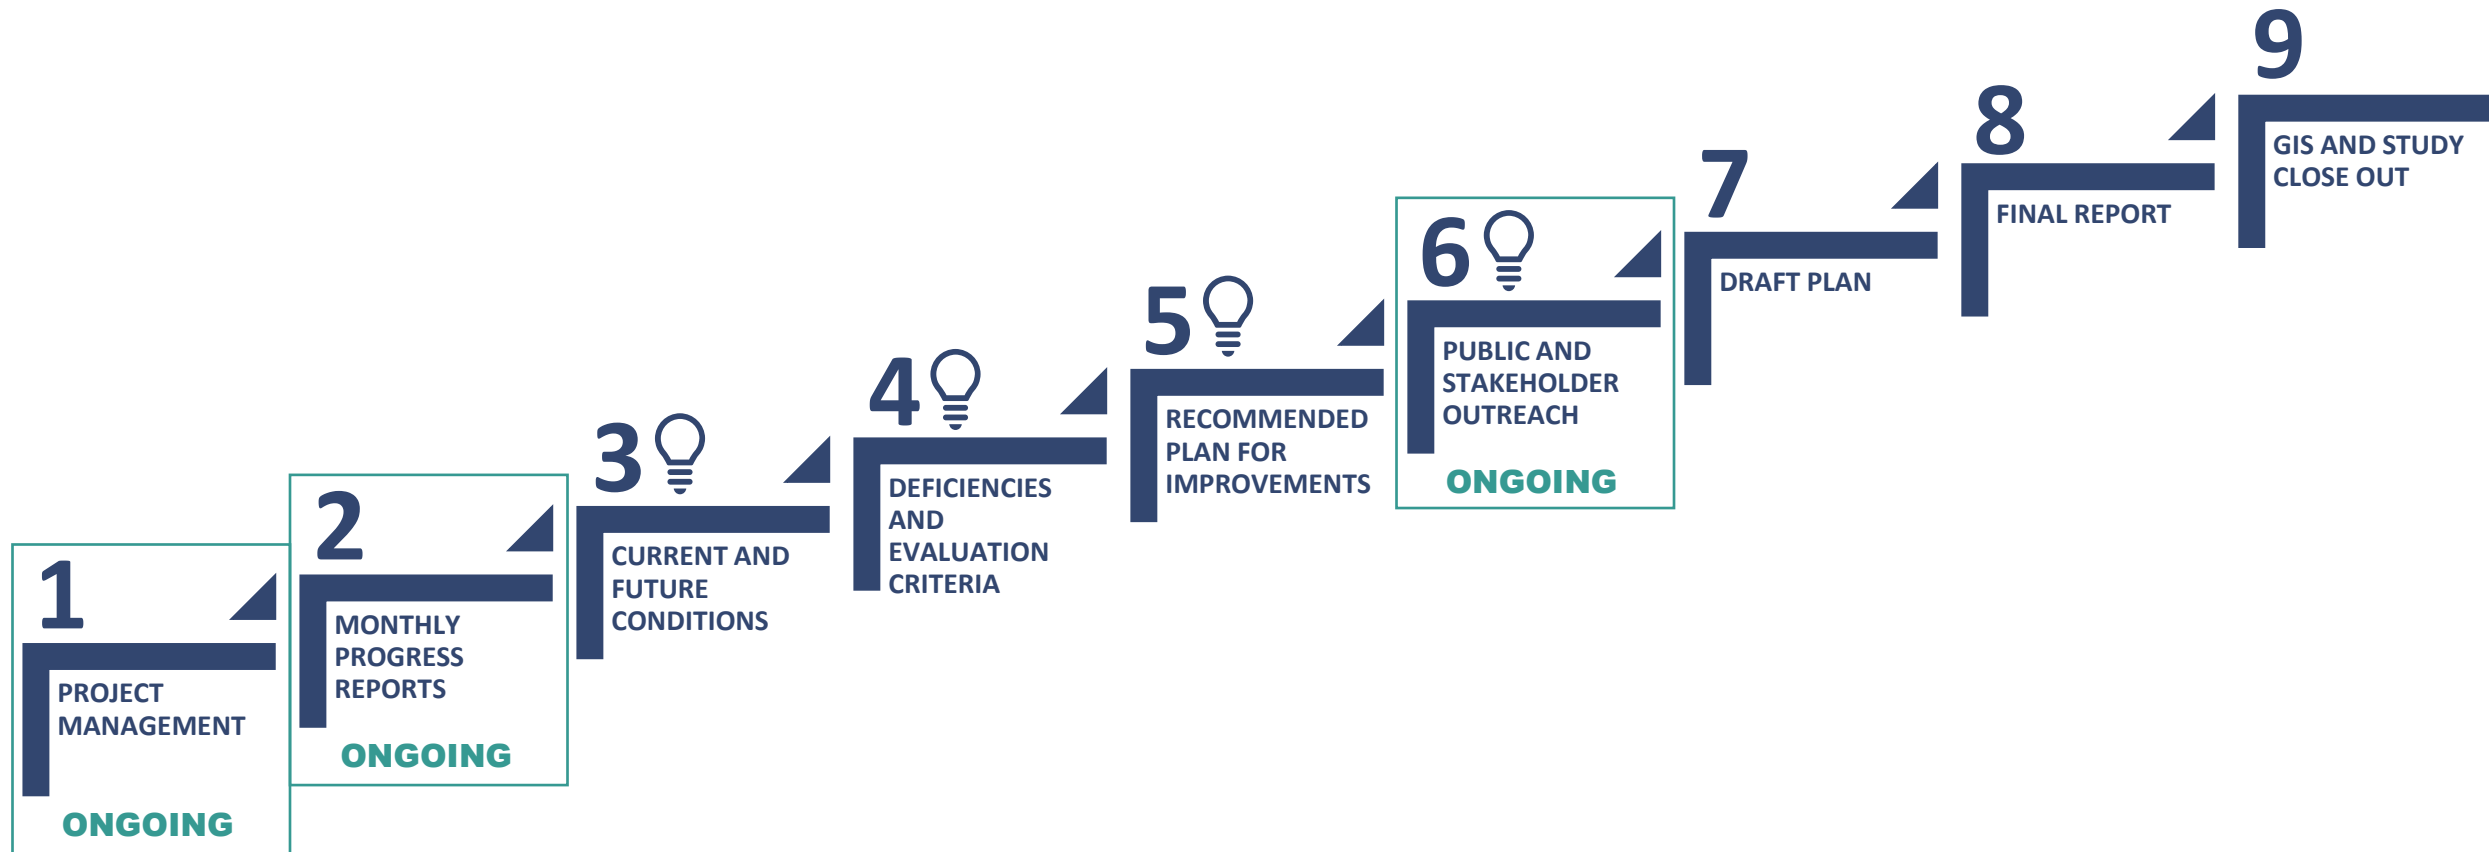 1
PROJECT
MANAGEMENT
ONGOING
2
MONTHLY
PROGRESS
REPORTS
ONGOING
3
CURRENT AND
FUTURE
CONDITIONS
4
DEFICIENCIES
AND
EVALUATION
CRITERIA
5
RECOMMENDED
PLAN FOR
IMPROVEMENTS
6
PUBLIC AND
STAKEHOLDER
OUTREACH
ONGOING
7
DRAFT PLAN
8
FINAL REPORT
9
GIS AND STUDY
CLOSE OUT